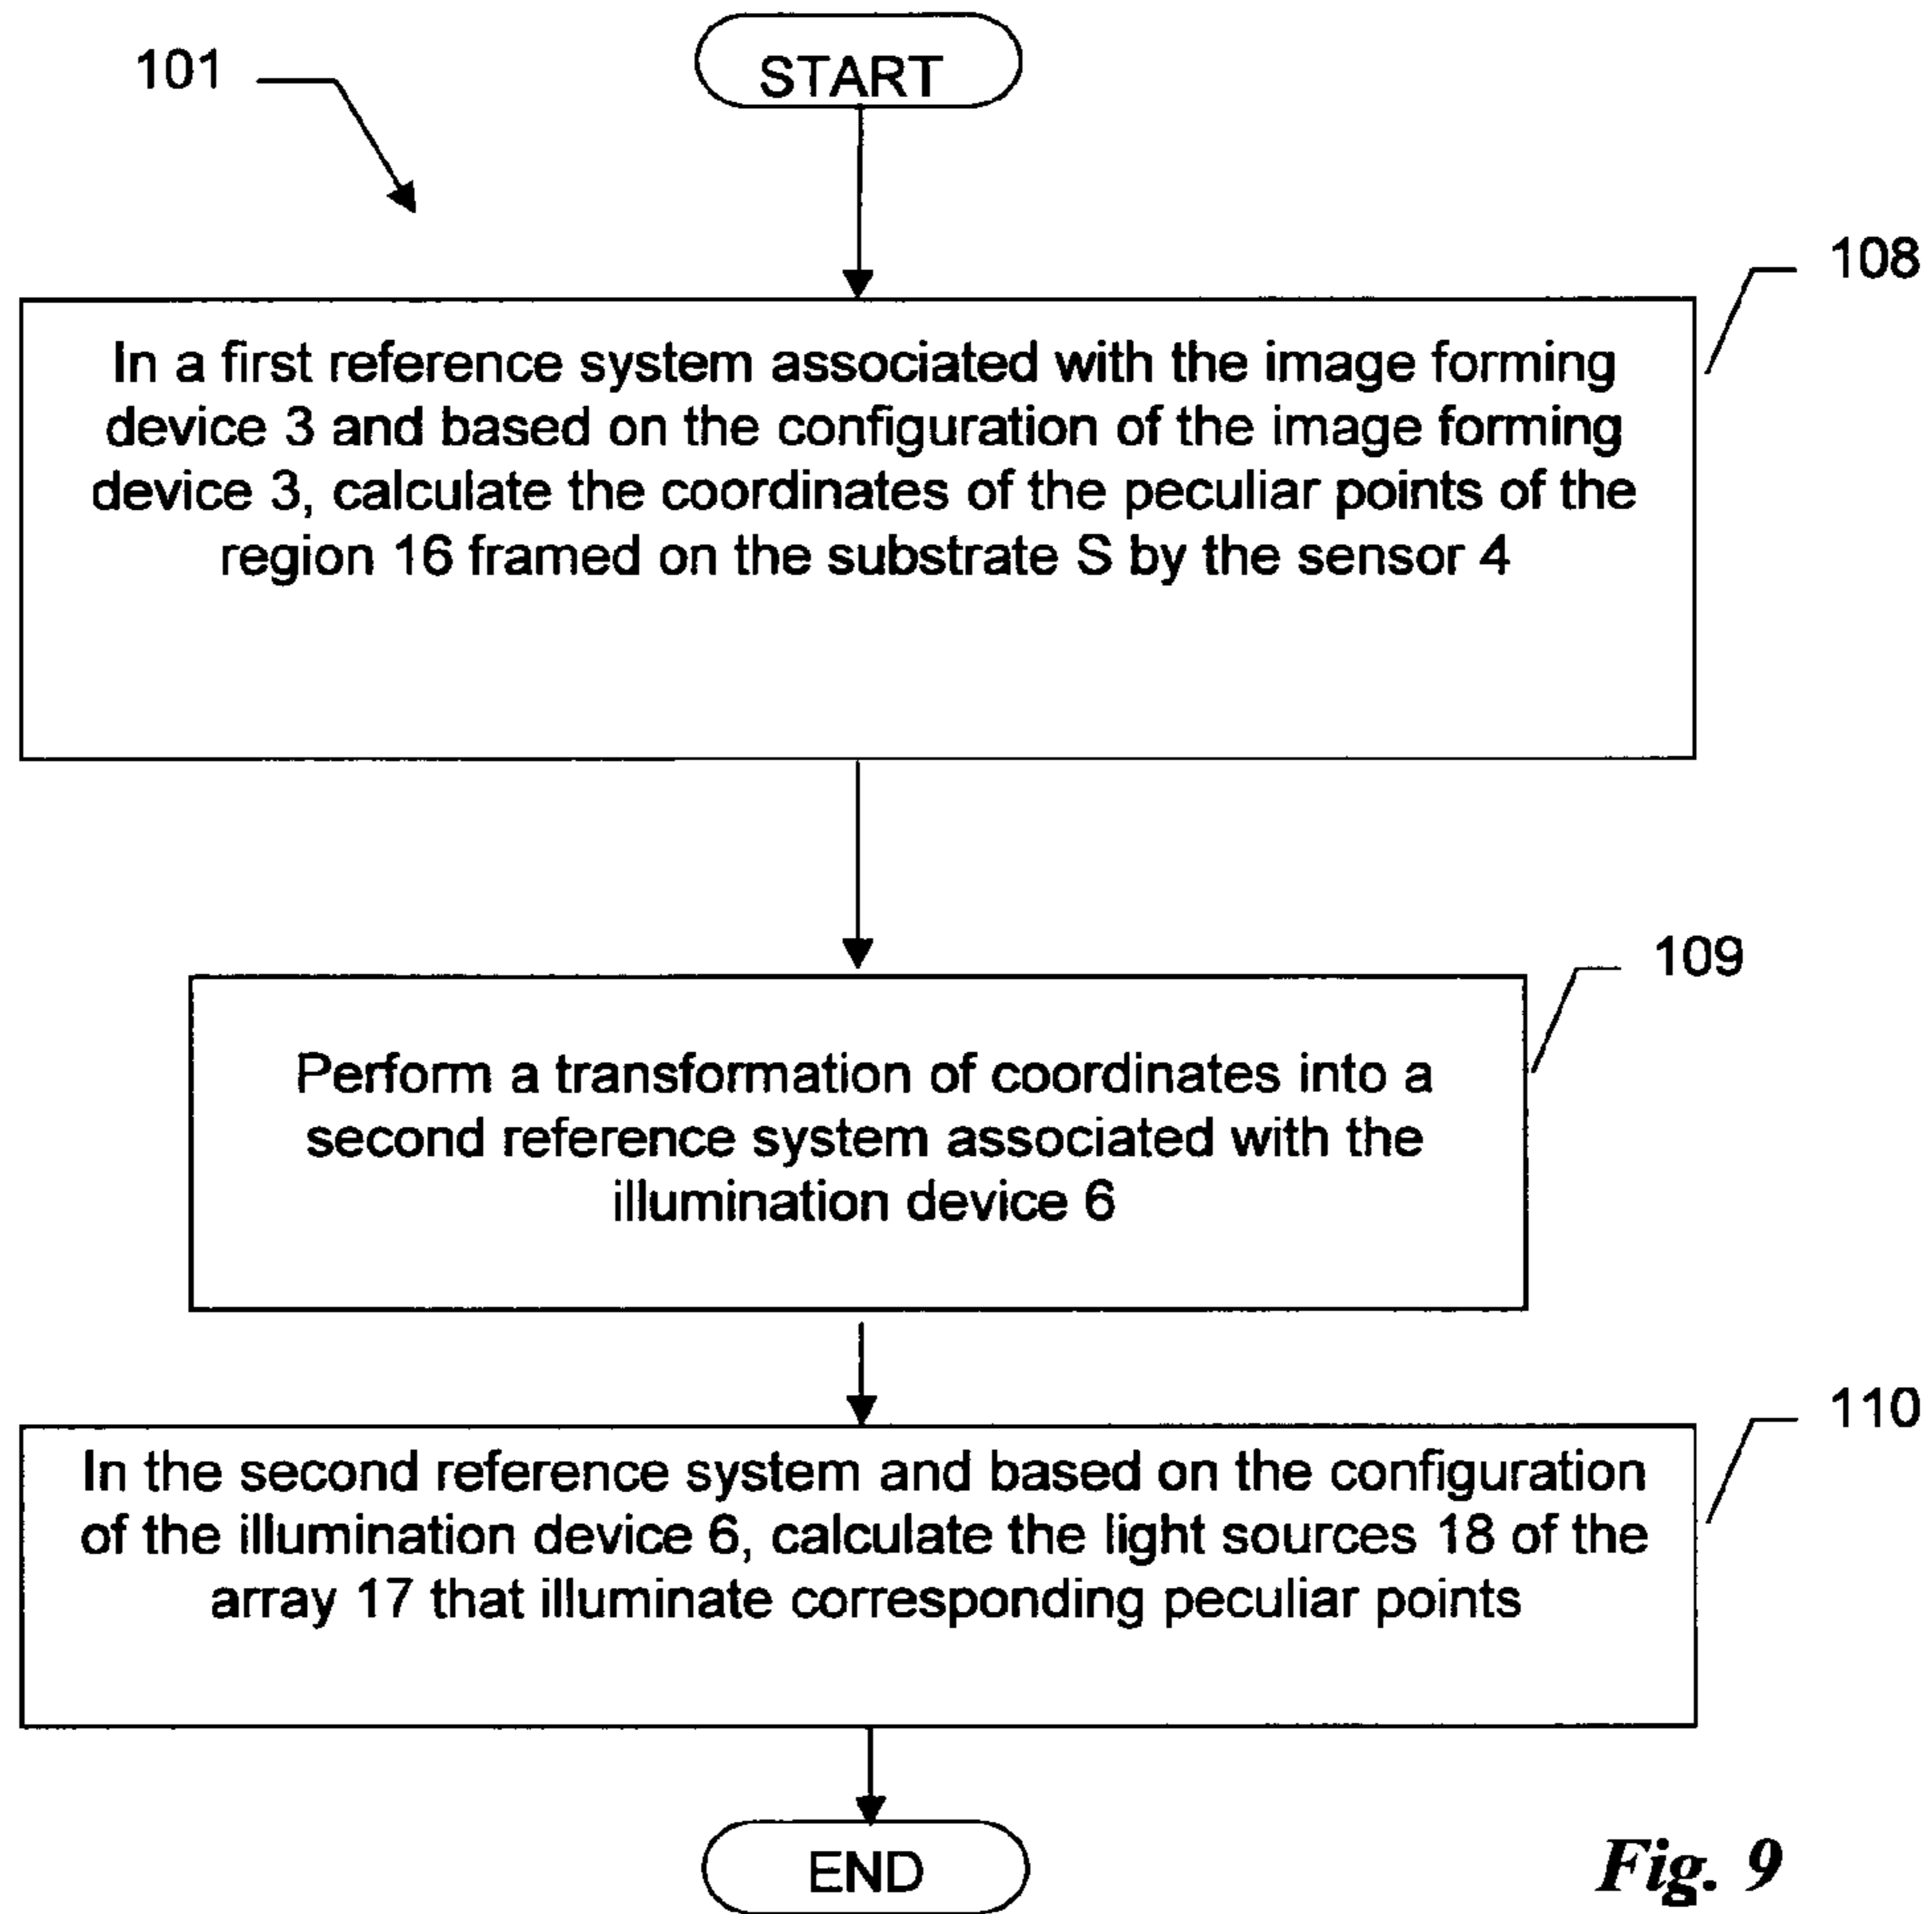 101
START
108
In a first reference system associated with the image forming
device 3 and based on the configuration of the image forming
device 3, calculate the coordinates of the peculiar points of the
region 16 framed on the substrate S by the sensor 4
109
Perform a transformation of coordinates into a
second reference system associated with the
illumination device 6
110
In the second reference system and based on the configuration
of the illumination device 6, calculate the light sources 18 of the
array 17 that illuminate corresponding peculiar points
END
Fig. 9